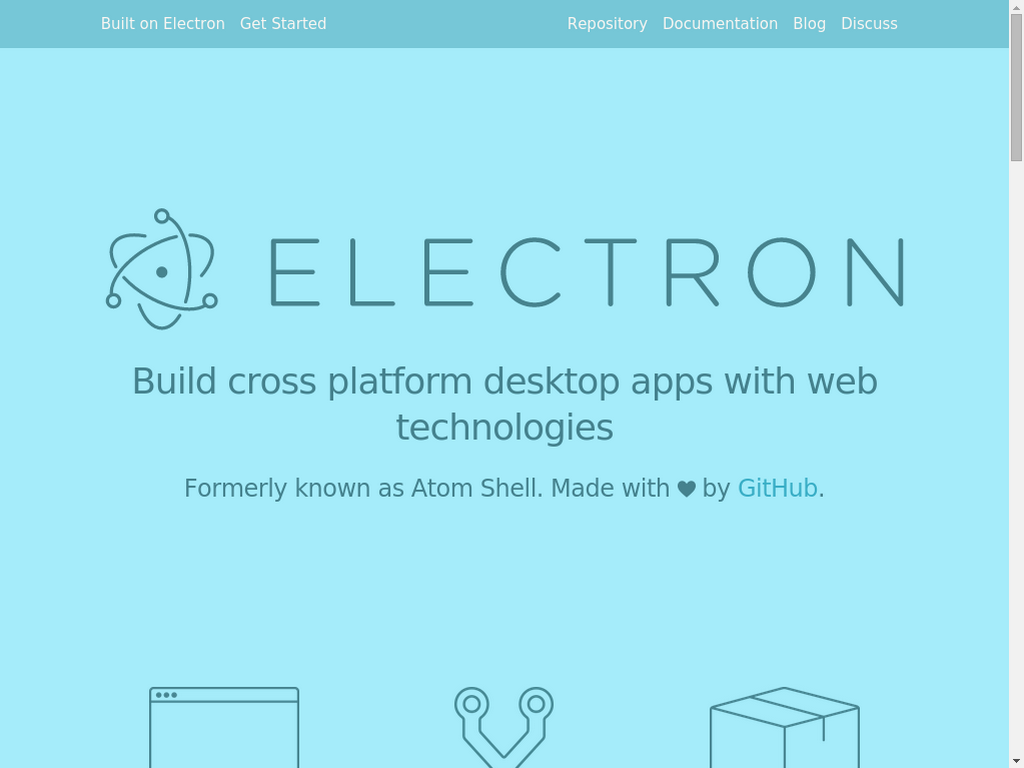 Built on Electron Get Started Repository Documentation Blog Discuss
ELECTRON
Build cross platform desktop apps with web
technologies
Formerly known as Atom Shell. Made with by GitHub.